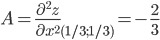 A = ∂²z / ∂x²(1/3;1/3) = −2/3